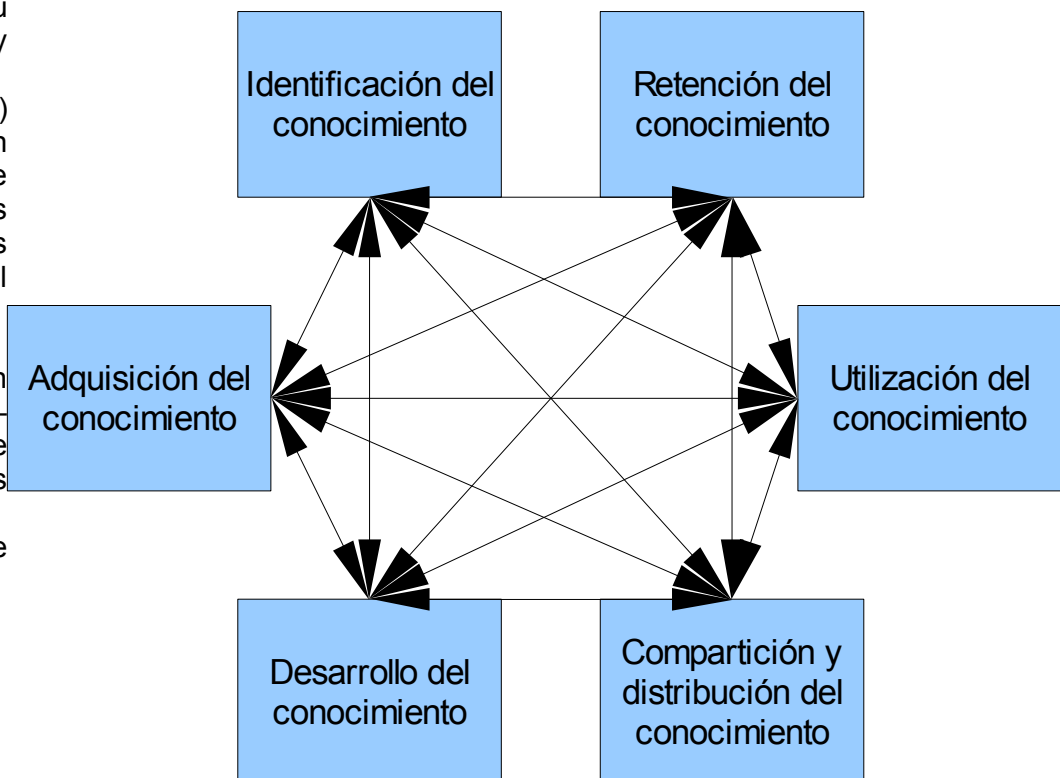 Identificación del
conocimiento
Retención del
conocimiento
Adquisición del
conocimiento
Utilización del
conocimiento
Desarrollo del
conocimiento
Compartición y
distribución del
conocimiento